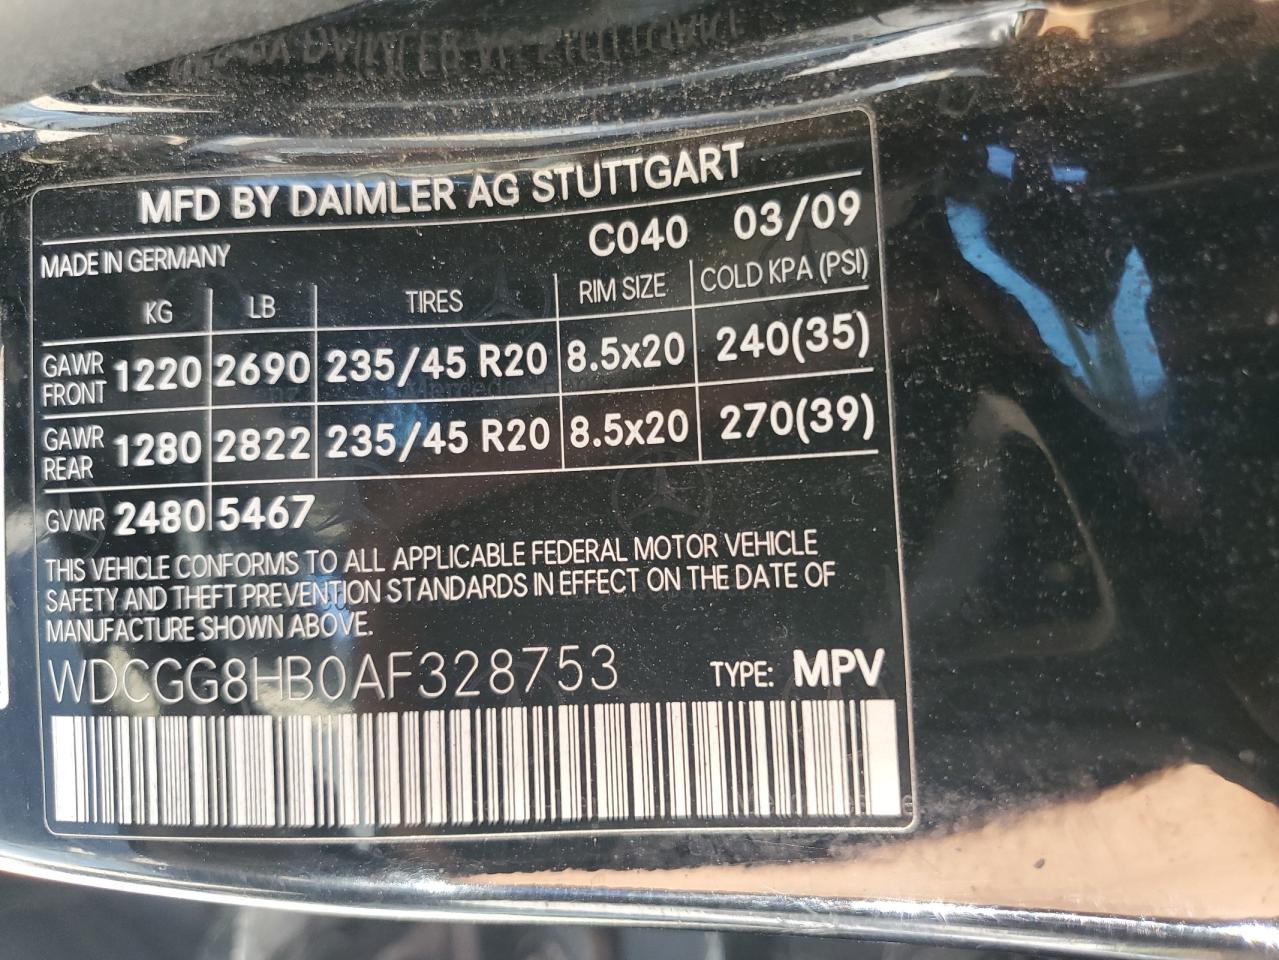 MFD BY DAIMLER AG STUTTGART
MADE IN GERMANY C040 03/09
KG LB TIRES RIM SIZE COLD KPA (PSI)
GAWR FRONT 1220 2690 235/45 R20 8.5x20 240(35)
GAWR REAR 1280 2822 235/45 R20 8.5x20 270(39)
GVWR 2480 5467
THIS VEHICLE CONFORMS TO ALL APPLICABLE FEDERAL MOTOR VEHICLE
SAFETY AND THEFT PREVENTION STANDARDS IN EFFECT ON THE DATE OF
MANUFACTURE SHOWN ABOVE.
WDCGG8HB0AF328753 TYPE: MPV